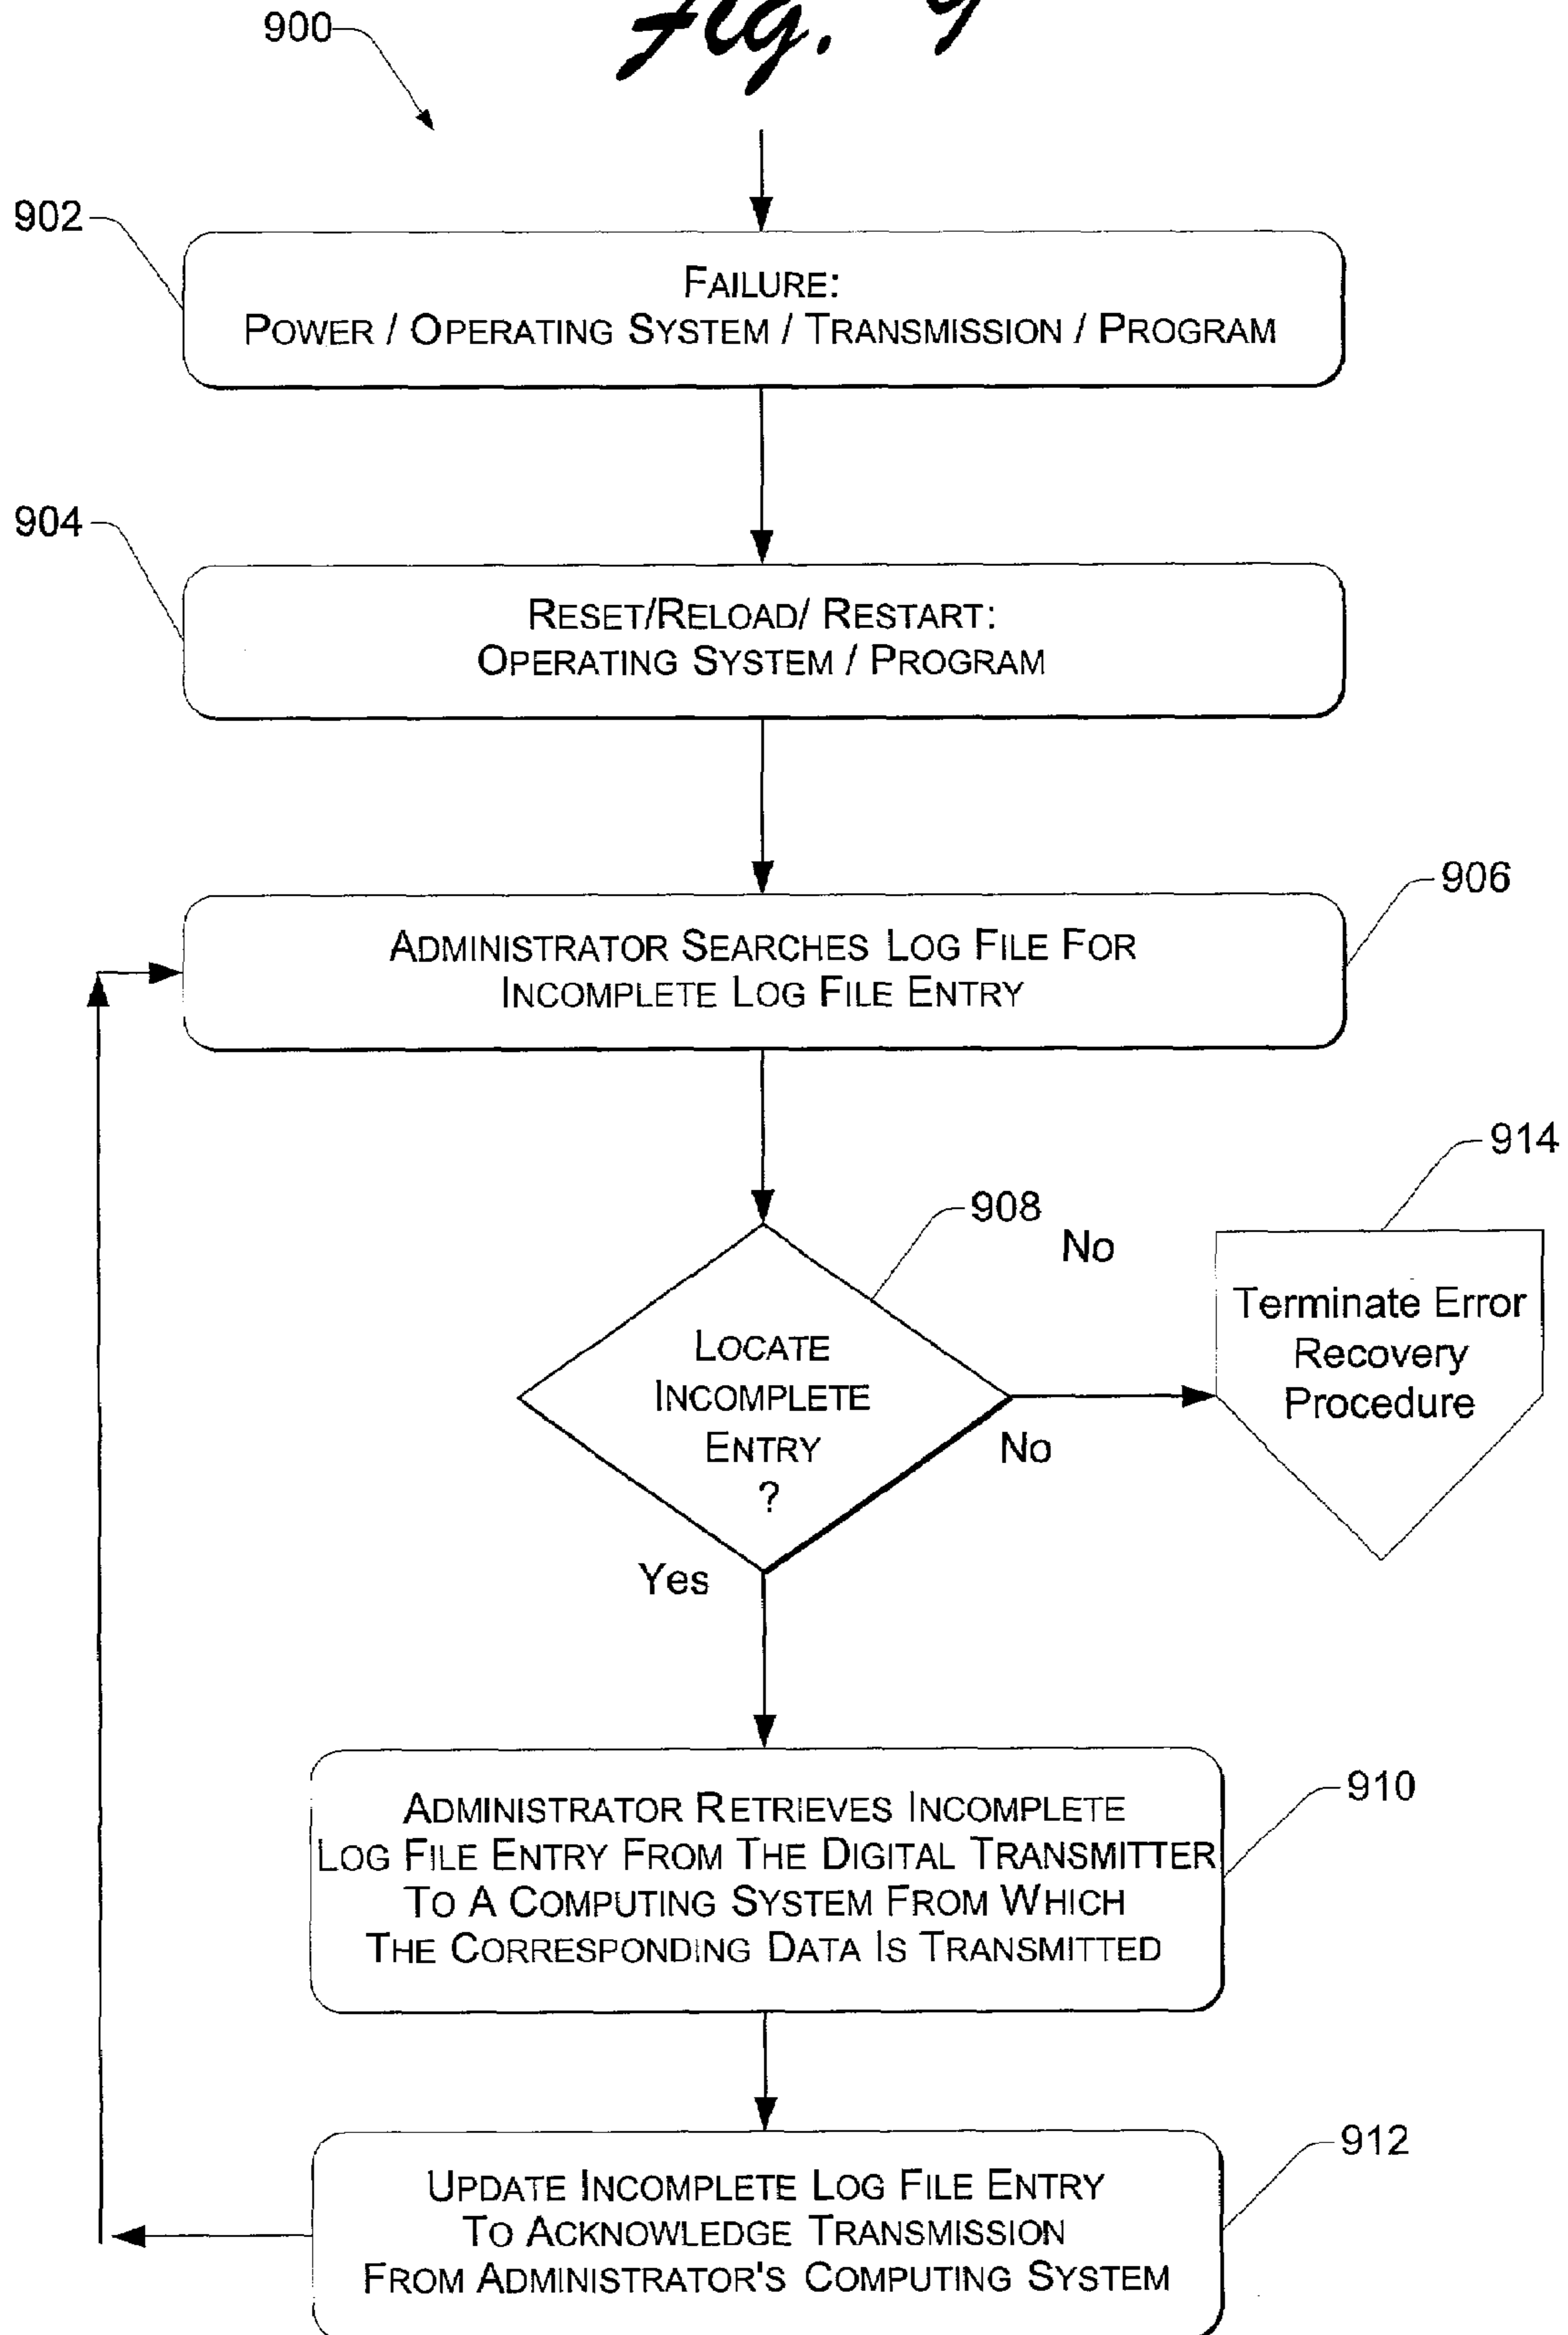 Fig. 9
900
902
FAILURE:
POWER / OPERATING SYSTEM / TRANSMISSION / PROGRAM
904
RESET/RELOAD/ RESTART:
OPERATING SYSTEM / PROGRAM
906
ADMINISTRATOR SEARCHES LOG FILE FOR
INCOMPLETE LOG FILE ENTRY
914
908
No
Terminate Error
Recovery
Procedure
LOCATE
INCOMPLETE
ENTRY
?
No
Yes
910
ADMINISTRATOR RETRIEVES INCOMPLETE
LOG FILE ENTRY FROM THE DIGITAL TRANSMITTER
TO A COMPUTING SYSTEM FROM WHICH
THE CORRESPONDING DATA IS TRANSMITTED
912
UPDATE INCOMPLETE LOG FILE ENTRY
TO ACKNOWLEDGE TRANSMISSION
FROM ADMINISTRATOR'S COMPUTING SYSTEM